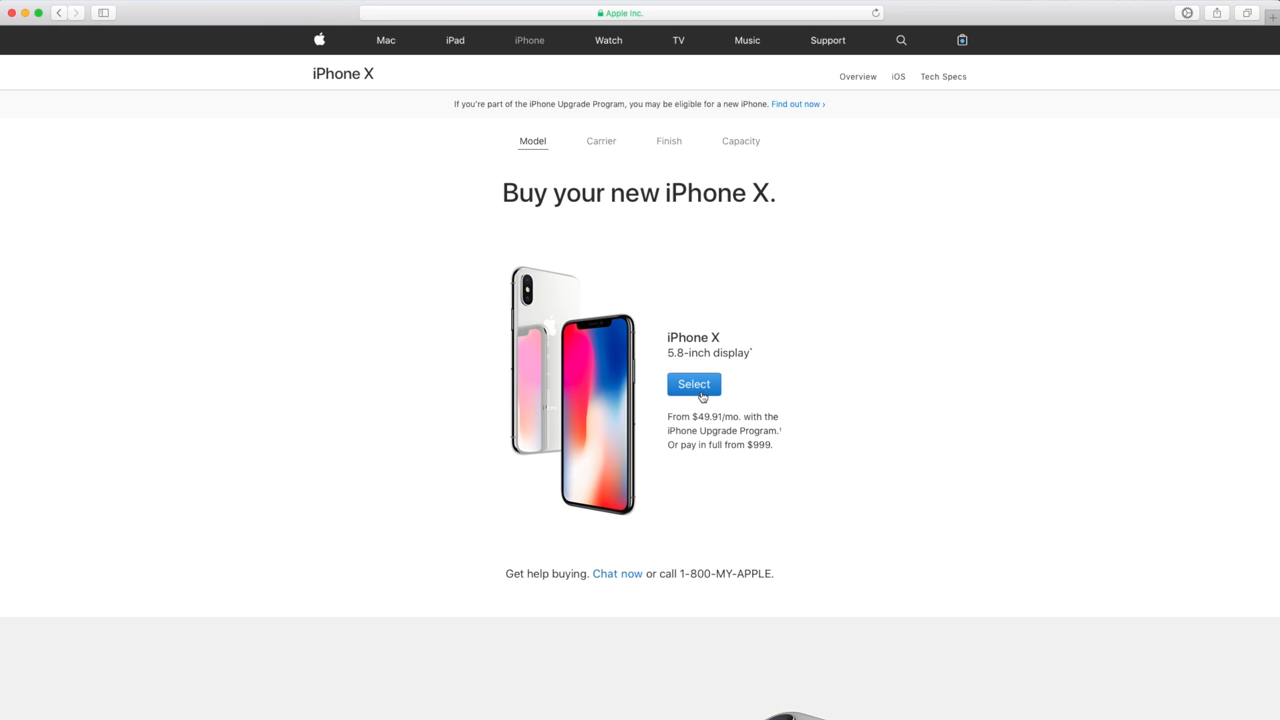 Apple Inc.
Mac iPad iPhone Watch TV Music Support
iPhone X
Overview iOS Tech Specs
If you're part of the iPhone Upgrade Program, you may be eligible for a new iPhone. Find out now ›
Model Carrier Finish Capacity
Buy your new iPhone X.
iPhone X
5.8-inch display*
Select
From $49.91/mo. with the
iPhone Upgrade Program.¹
Or pay in full from $999.
Get help buying. Chat now or call 1-800-MY-APPLE.